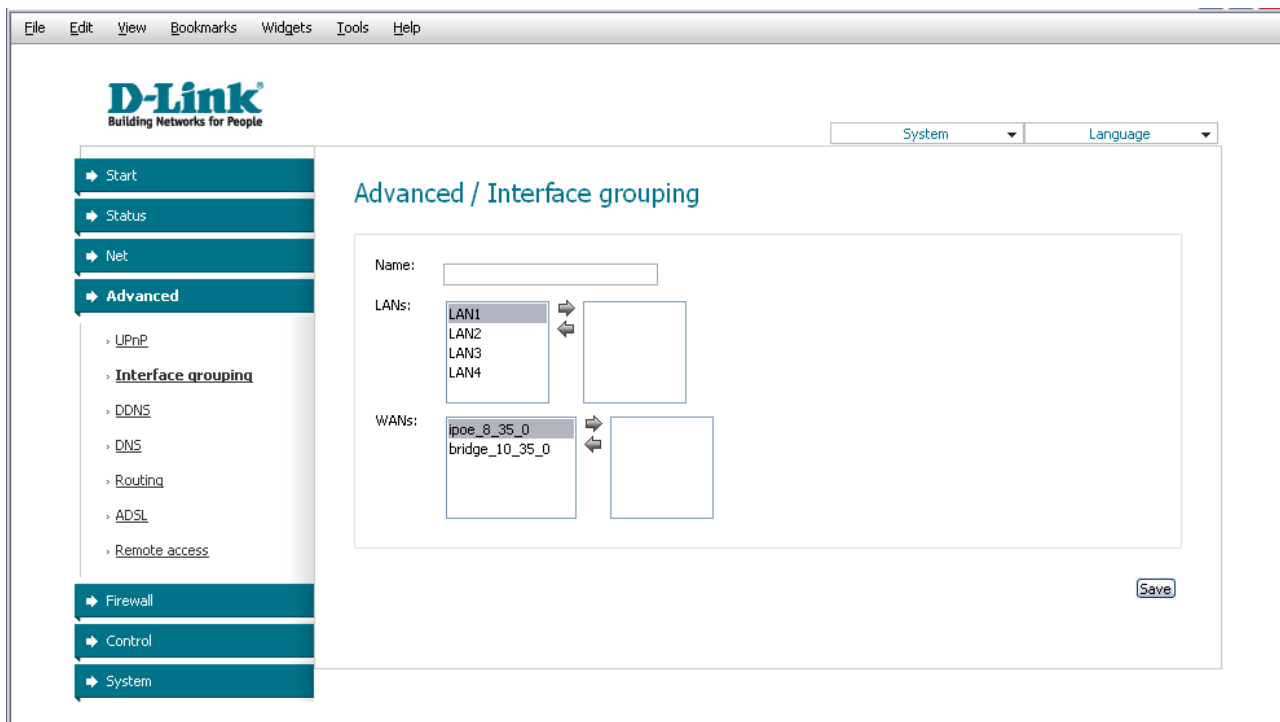 File Edit View Bookmarks Widgets Tools Help
D-Link®
Building Networks for People
System Language
Start
Status
Net
Advanced
UPnP
Interface grouping
DDNS
DNS
Routing
ADSL
Remote access
Firewall
Control
System
Advanced / Interface grouping
Name:
LANs:
LAN1
LAN2
LAN3
LAN4
WANs:
ipoe_8_35_0
bridge_10_35_0
Save